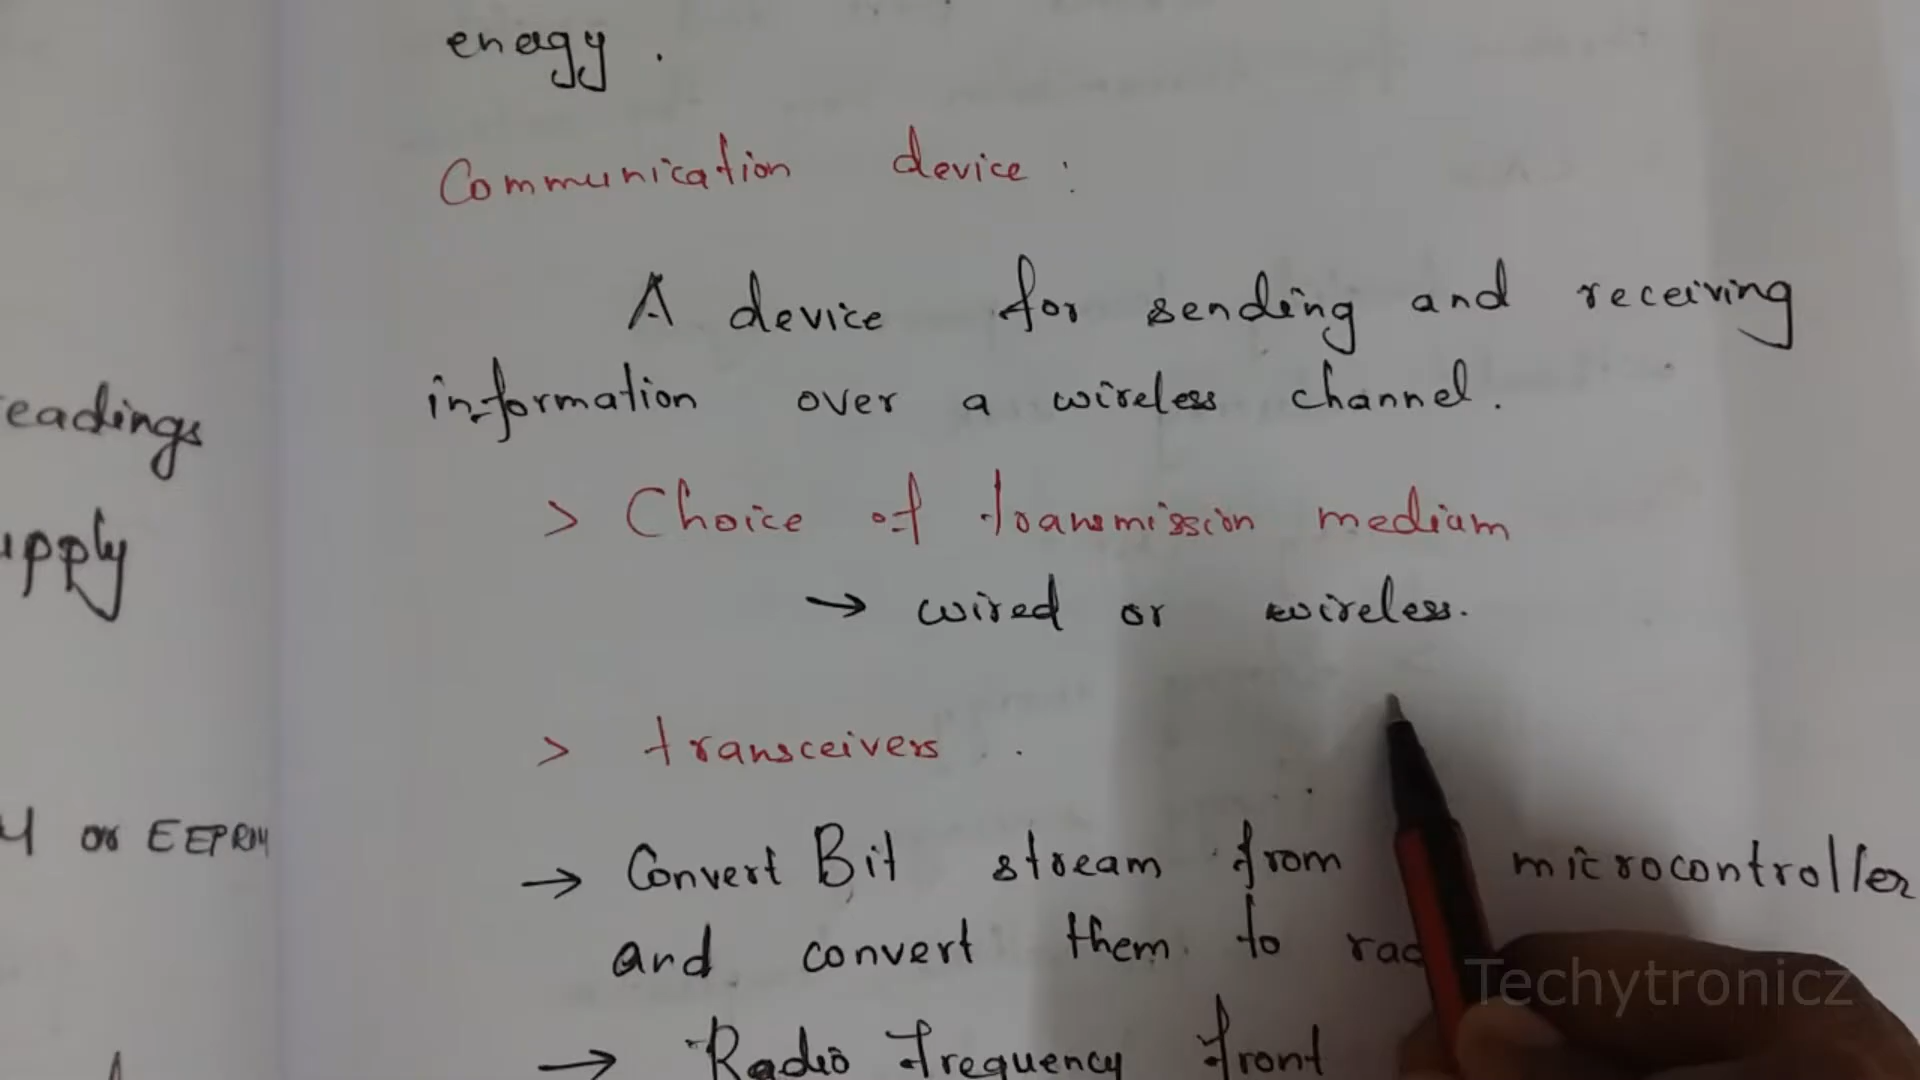 enagy.
Communication device:
A device for sending and receiving
information over a wireless channel.
> Choice of transmission medium
→ wired or wireless.
> transceivers.
→ Convert Bit stream from microcontroller
and convert them to
→ Radio frequency front
eadings
upply
or EEPROM
Techytronicz